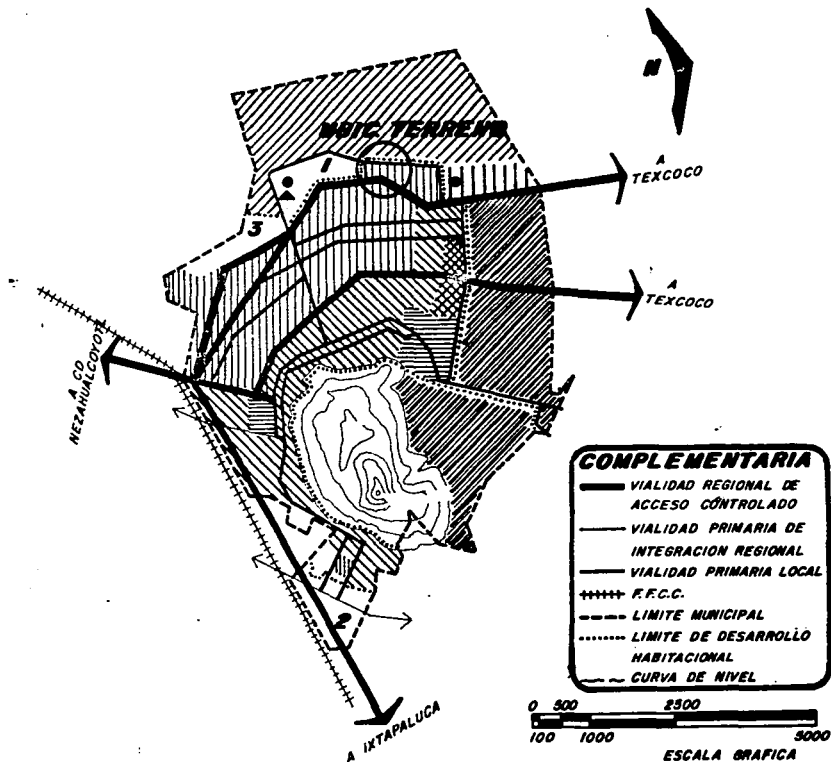 N
UBIC. TERRENO
1
A
TEXCOCO
3
A
TEXCOCO
A CD
NEZAHUALCOYOTL
2
A IXTAPALUCA
COMPLEMENTARIA
VIALIDAD REGIONAL DE
ACCESO CÓNTROLADO
VIALIDAD PRIMARIA DE
INTEGRACION REGIONAL
VIALIDAD PRIMARIA LOCAL
F.F.C.C.
LIMITE MUNICIPAL
LIMITE DE DESARROLLO
HABITACIONAL
CURVA DE NIVEL
0 500 2500
100 1000 5000
ESCALA GRAFICA